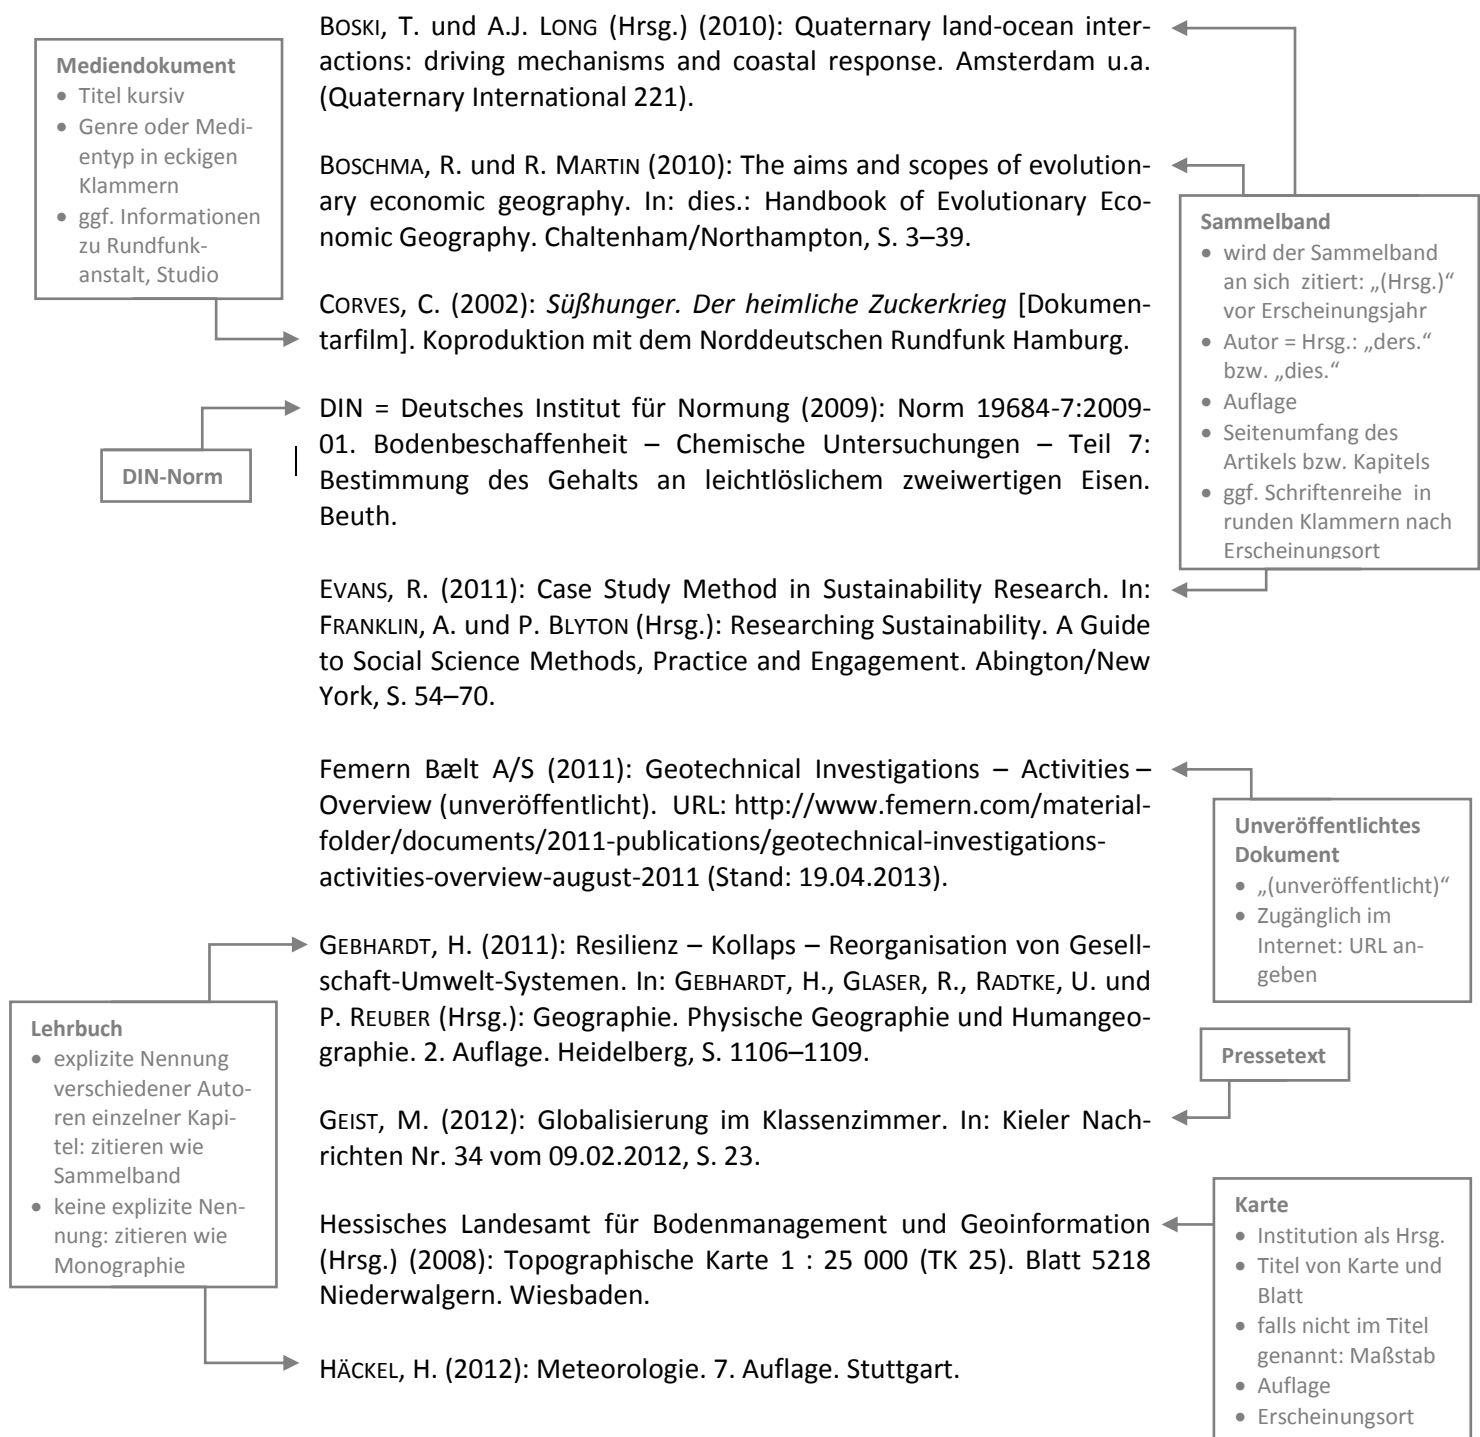 BOSKI, T. und A.J. LONG (Hrsg.) (2010): Quaternary land-ocean inter-
actions: driving mechanisms and coastal response. Amsterdam u.a.
(Quaternary International 221).
Mediendokument
• Titel kursiv
• Genre oder Medi-
entyp in eckigen
Klammern
• ggf. Informationen
zu Rundfunk-
anstalt, Studio
BOSCHMA, R. und R. MARTIN (2010): The aims and scopes of evolution-
ary economic geography. In: dies.: Handbook of Evolutionary Eco-
nomic Geography. Chaltenham/Northampton, S. 3–39.
Sammelband
• wird der Sammelband
an sich zitiert: „(Hrsg.)“
vor Erscheinungsjahr
• Autor = Hrsg.: „ders.“
bzw. „dies.“
• Auflage
• Seitenumfang des
Artikels bzw. Kapitels
• ggf. Schriftenreihe in
runden Klammern nach
Erscheinungsort
CORVES, C. (2002): Süßhunger. Der heimliche Zuckerkrieg [Dokumen-
tarfilm]. Koproduktion mit dem Norddeutschen Rundfunk Hamburg.
DIN = Deutsches Institut für Normung (2009): Norm 19684-7:2009-
01. Bodenbeschaffenheit – Chemische Untersuchungen – Teil 7:
Bestimmung des Gehalts an leichtlöslichem zweiwertigen Eisen.
Beuth.
DIN-Norm
EVANS, R. (2011): Case Study Method in Sustainability Research. In:
FRANKLIN, A. und P. BLYTON (Hrsg.): Researching Sustainability. A Guide
to Social Science Methods, Practice and Engagement. Abington/New
York, S. 54–70.
Femern Bælt A/S (2011): Geotechnical Investigations – Activities –
Overview (unveröffentlicht). URL: http://www.femern.com/material-
folder/documents/2011-publications/geotechnical-investigations-
activities-overview-august-2011 (Stand: 19.04.2013).
Unveröffentlichtes
Dokument
• „(unveröffentlicht)“
• Zugänglich im
Internet: URL an-
geben
GEBHARDT, H. (2011): Resilienz – Kollaps – Reorganisation von Gesell-
schaft-Umwelt-Systemen. In: GEBHARDT, H., GLASER, R., RADTKE, U. und
P. REUBER (Hrsg.): Geographie. Physische Geographie und Humangeo-
graphie. 2. Auflage. Heidelberg, S. 1106–1109.
Lehrbuch
• explizite Nennung
verschiedener Auto-
ren einzelner Kapi-
tel: zitieren wie
Sammelband
• keine explizite Nen-
nung: zitieren wie
Monographie
Pressetext
GEIST, M. (2012): Globalisierung im Klassenzimmer. In: Kieler Nach-
richten Nr. 34 vom 09.02.2012, S. 23.
Hessisches Landesamt für Bodenmanagement und Geoinformation
(Hrsg.) (2008): Topographische Karte 1 : 25 000 (TK 25). Blatt 5218
Niederwalgern. Wiesbaden.
Karte
• Institution als Hrsg.
• Titel von Karte und
Blatt
• falls nicht im Titel
genannt: Maßstab
• Auflage
• Erscheinungsort
HÄCKEL, H. (2012): Meteorologie. 7. Auflage. Stuttgart.